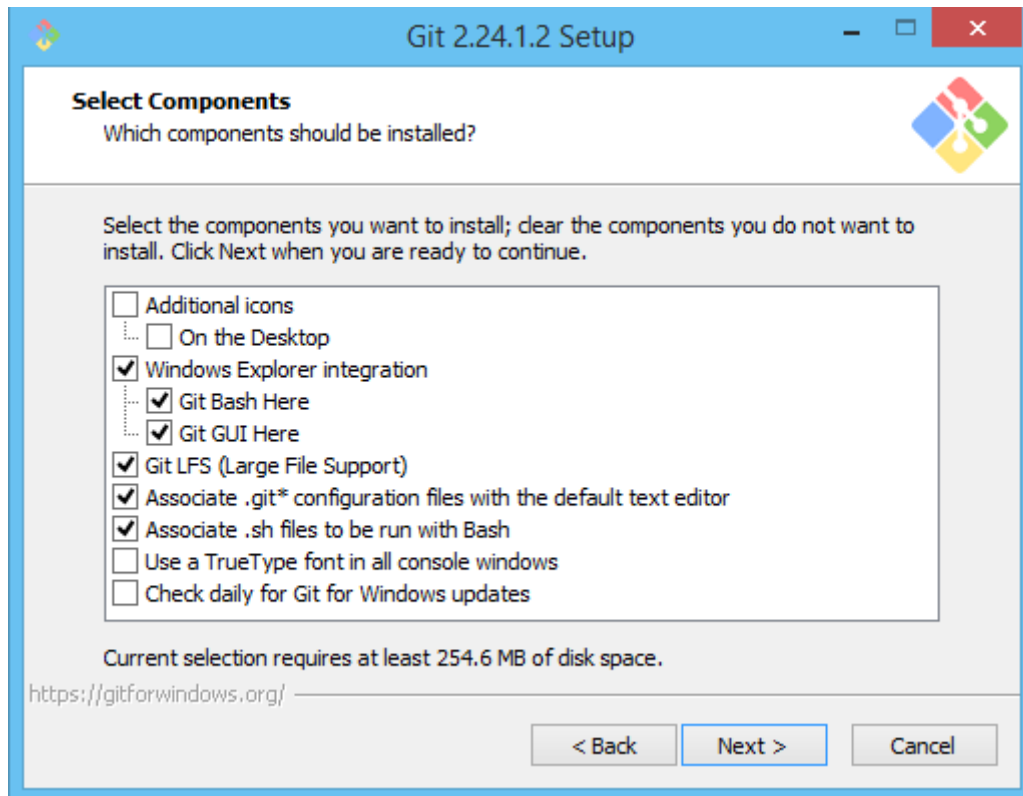 Git 2.24.1.2 Setup
Select Components
Which components should be installed?
Select the components you want to install; clear the components you do not want to
install. Click Next when you are ready to continue.
Additional icons
On the Desktop
Windows Explorer integration
Git Bash Here
Git GUI Here
Git LFS (Large File Support)
Associate .git* configuration files with the default text editor
Associate .sh files to be run with Bash
Use a TrueType font in all console windows
Check daily for Git for Windows updates
Current selection requires at least 254.6 MB of disk space.
https://gitforwindows.org/
< Back Next > Cancel